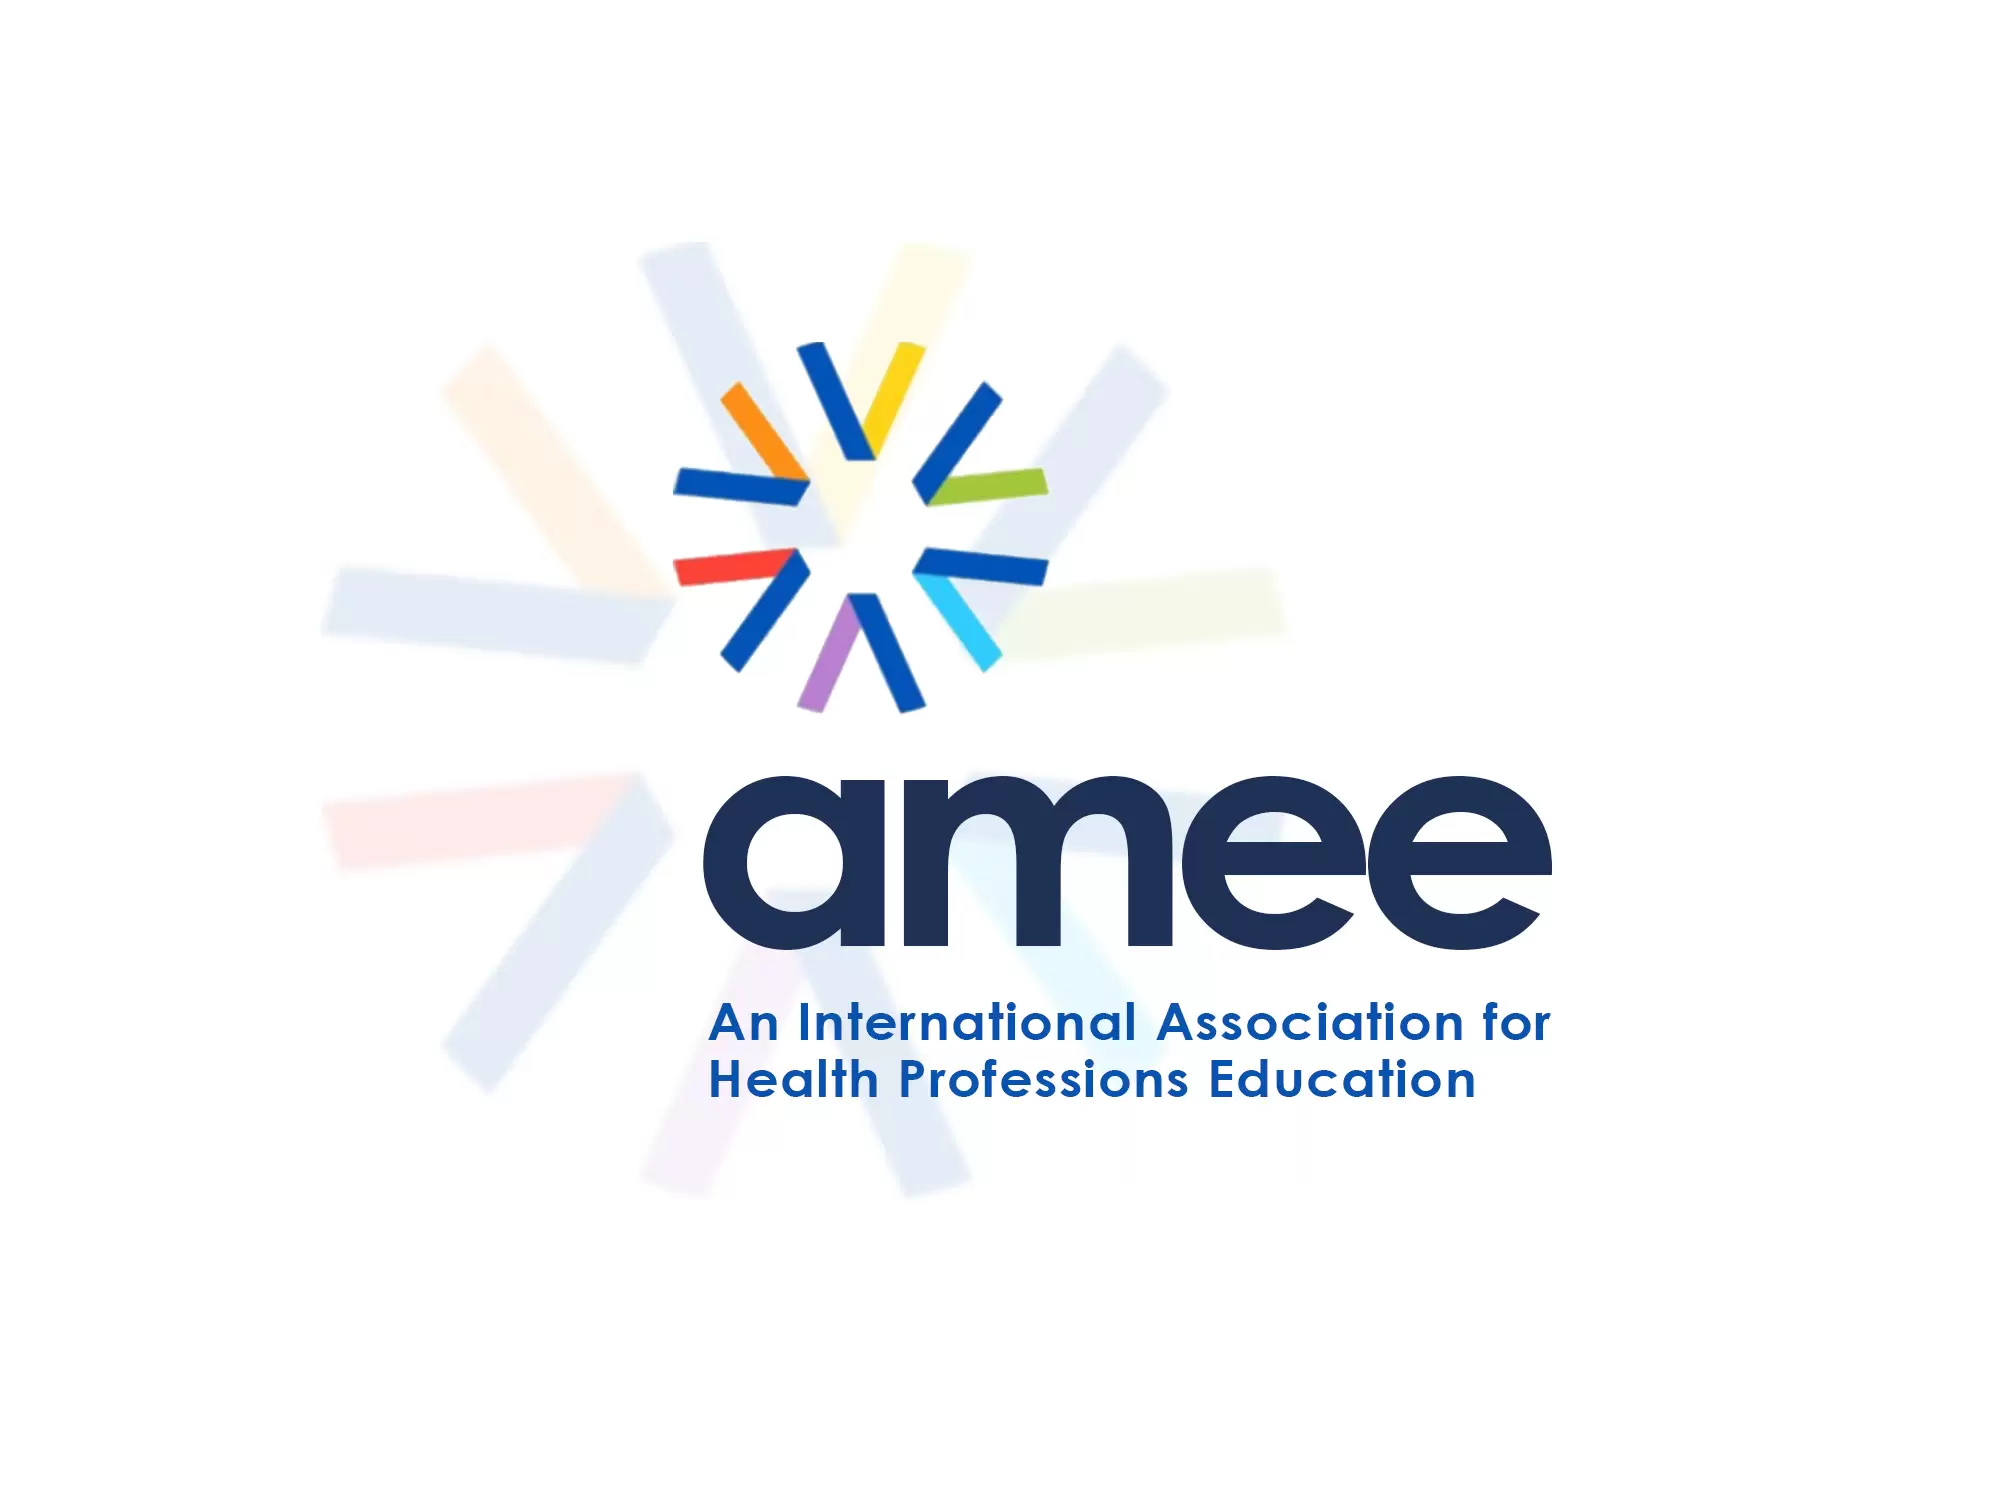 amee
An International Association for
Health Professions Education